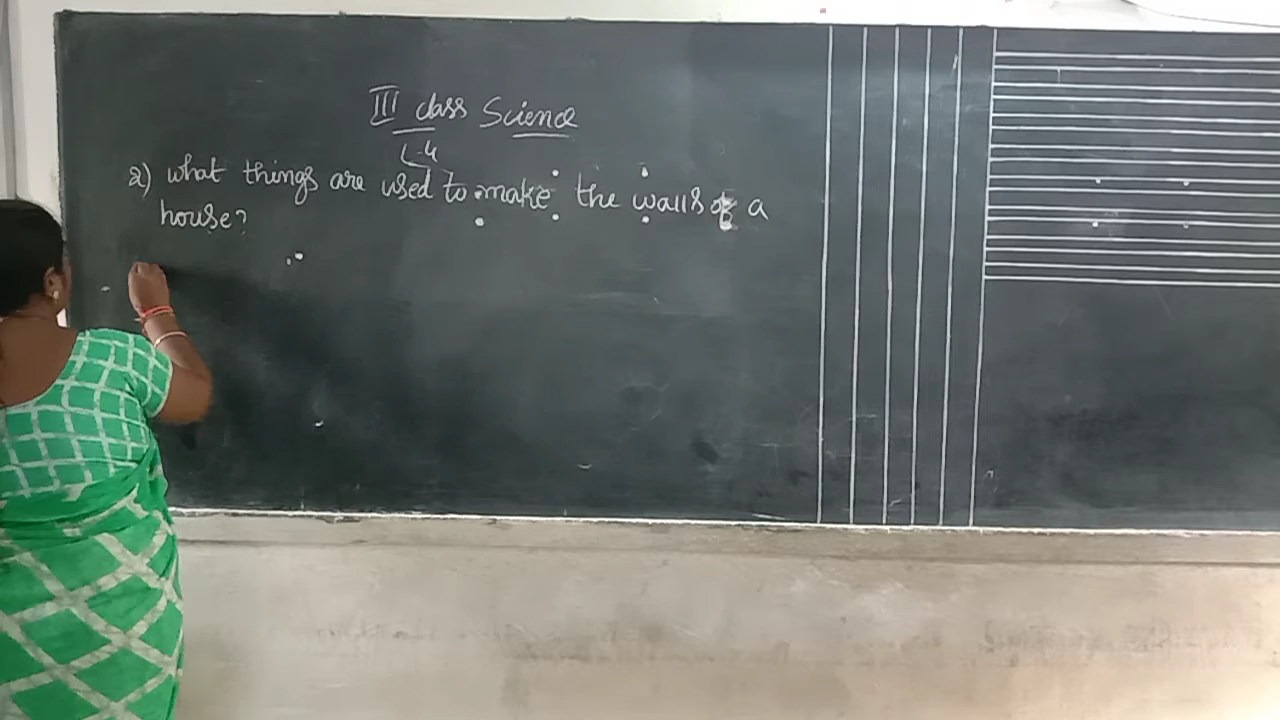 III class Science
L-4
2) what things are used to make the walls of a
house?